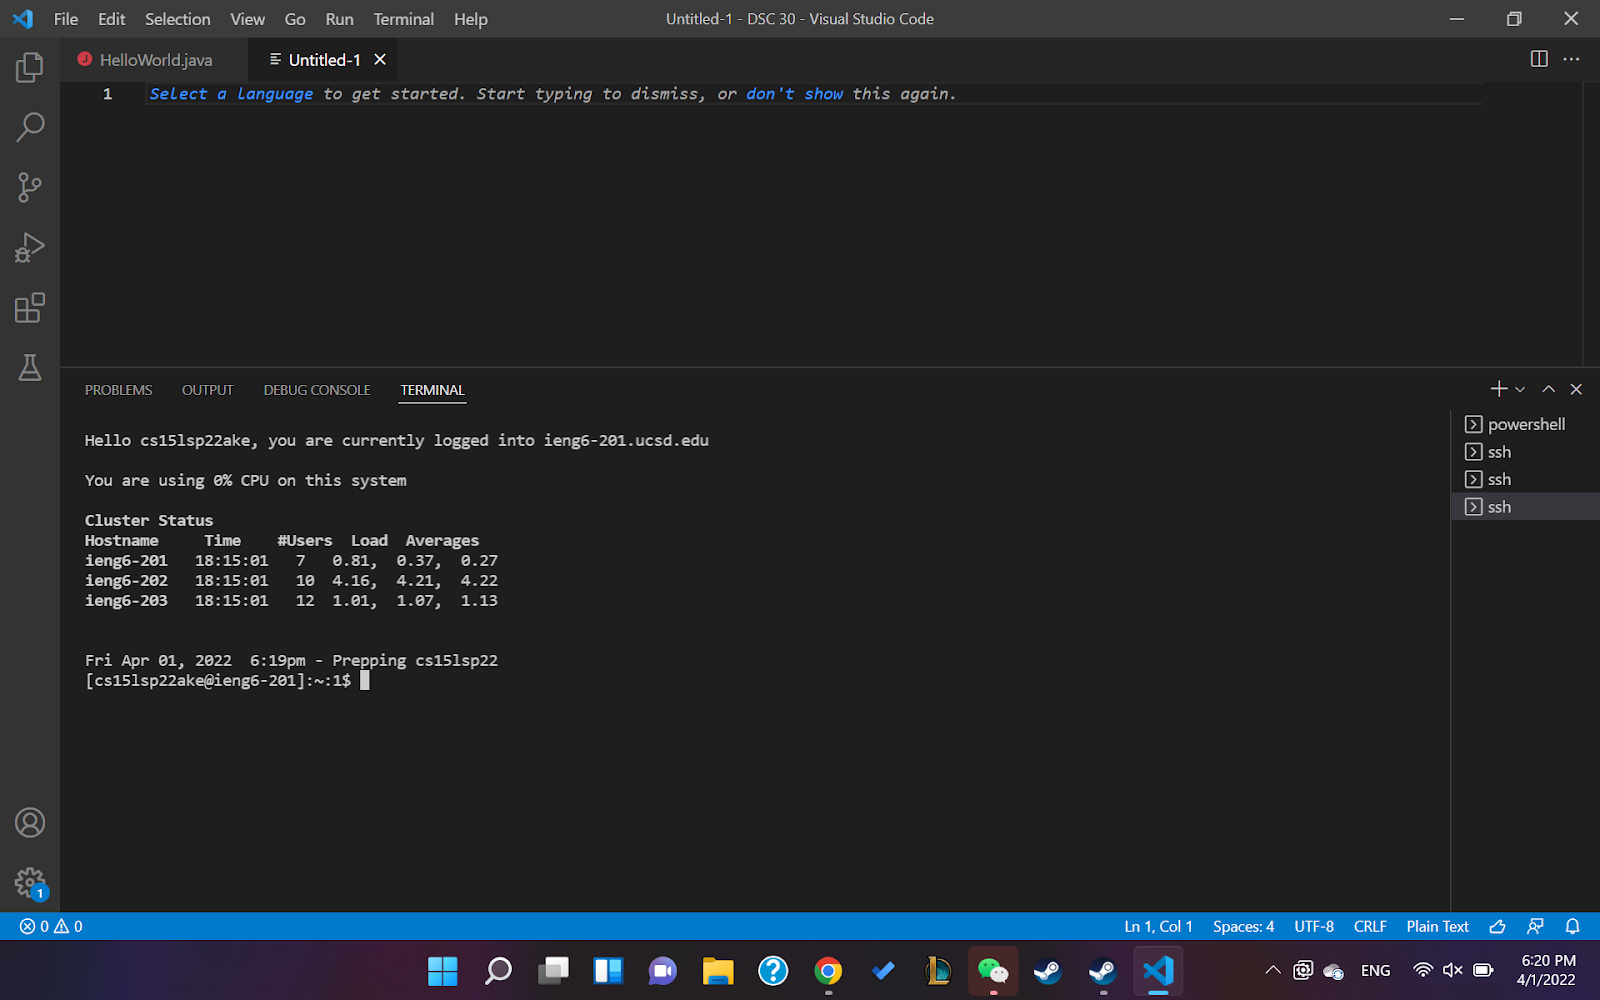 File Edit Selection View Go Run Terminal Help
Untitled-1 - DSC 30 - Visual Studio Code
HelloWorld.java
Untitled-1
1 Select a language to get started. Start typing to dismiss, or don't show this again.
PROBLEMS OUTPUT DEBUG CONSOLE TERMINAL
powershell
ssh
ssh
ssh
Hello cs15lsp22ake, you are currently logged into ieng6-201.ucsd.edu
You are using 0% CPU on this system
Cluster Status
Hostname Time #Users Load Averages
ieng6-201 18:15:01 7 0.81, 0.37, 0.27
ieng6-202 18:15:01 10 4.16, 4.21, 4.22
ieng6-203 18:15:01 12 1.01, 1.07, 1.13
Fri Apr 01, 2022 6:19pm - Prepping cs15lsp22
[cs15lsp22ake@ieng6-201]:~:1$
1
0 0
Ln 1, Col 1 Spaces: 4 UTF-8 CRLF Plain Text
ENG
6:20 PM
4/1/2022